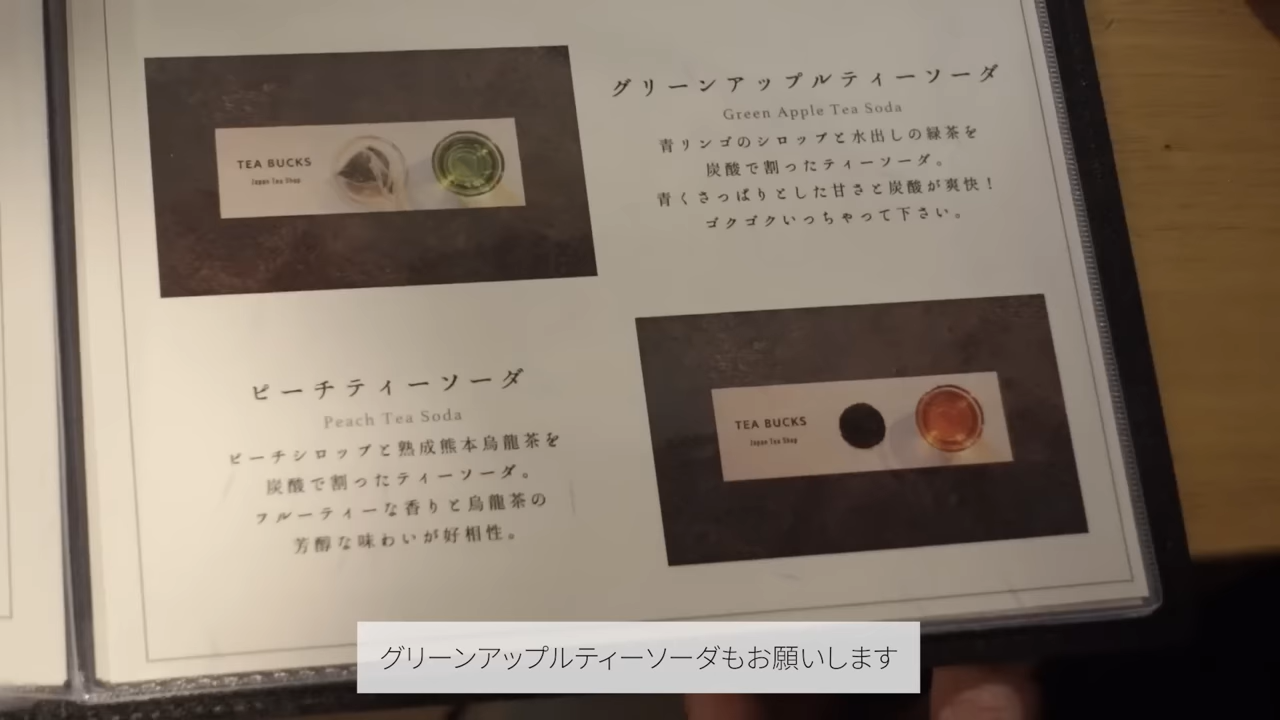 TEA BUCKS
Japan Tea Shop
グリーンアップルティーソーダ
Green Apple Tea Soda
青リンゴのシロップと水出しの緑茶を
炭酸で割ったティーソーダ。
青くさっぱりとした甘さと炭酸が爽快！
ゴクゴクいっちゃって下さい。
ピーチティーソーダ
Peach Tea Soda
ピーチシロップと熟成熊本烏龍茶を
炭酸で割ったティーソーダ。
フルーティーな香りと烏龍茶の
芳醇な味わいが好相性。
TEA BUCKS
Japan Tea Shop
グリーンアップルティーソーダもお願いします